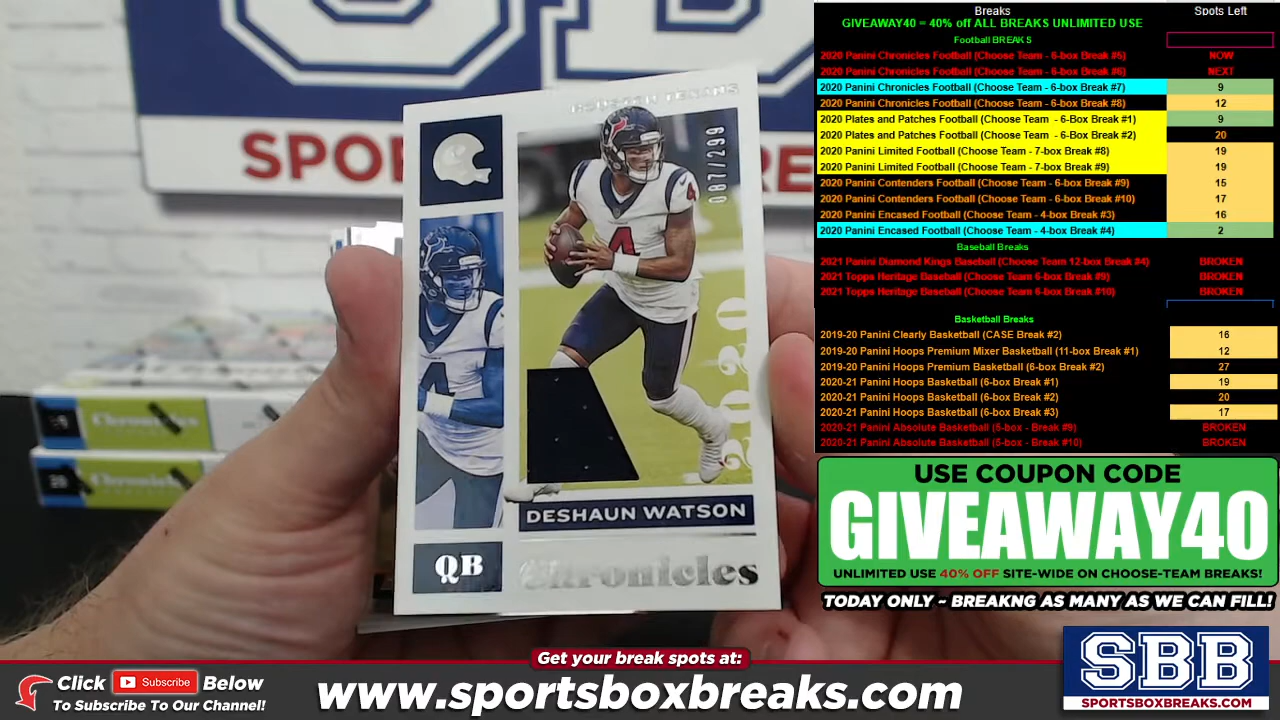 SPOR
RE
HOUSTON TEXANS
087/299
4
4
2020
DESHAUN WATSON
QB
Chronicles
Chronicles
Chronicles
Breaks Spots Left
GIVEAWAY40 = 40% off ALL BREAKS UNLIMITED USE
Football BREAKS
2020 Panini Chronicles Football (Choose Team - 6-box Break #5) NOW
2020 Panini Chronicles Football (Choose Team - 6-box Break #6) NEXT
2020 Panini Chronicles Football (Choose Team - 6-box Break #7) 9
2020 Panini Chronicles Football (Choose Team - 6-box Break #8) 12
2020 Plates and Patches Football (Choose Team - 6-Box Break #1) 9
2020 Plates and Patches Football (Choose Team - 6-Box Break #2) 20
2020 Panini Limited Football (Choose Team - 7-box Break #8) 19
2020 Panini Limited Football (Choose Team - 7-box Break #9) 19
2020 Panini Contenders Football (Choose Team - 6-box Break #9) 15
2020 Panini Contenders Football (Choose Team - 6-box Break #10) 17
2020 Panini Encased Football (Choose Team - 4-box Break #3) 16
2020 Panini Encased Football (Choose Team - 4-box Break #4) 2
Baseball Breaks
2021 Panini Diamond Kings Baseball (Choose Team 12-box Break #4) BROKEN
2021 Topps Heritage Baseball (Choose Team 6-box Break #9) BROKEN
2021 Topps Heritage Baseball (Choose Team 6-box Break #10) BROKEN
Basketball Breaks
2019-20 Panini Clearly Basketball (CASE Break #2) 16
2019-20 Panini Hoops Premium Mixer Basketball (11-box Break #1) 12
2019-20 Panini Hoops Premium Basketball (6-box Break #2) 27
2020-21 Panini Hoops Basketball (6-box Break #1) 19
2020-21 Panini Hoops Basketball (6-box Break #2) 20
2020-21 Panini Hoops Basketball (6-box Break #3) 17
2020-21 Panini Absolute Basketball (5-box - Break #9) BROKEN
2020-21 Panini Absolute Basketball (5-box - Break #10) BROKEN
USE COUPON CODE
GIVEAWAY40
UNLIMITED USE 40% OFF SITE-WIDE ON CHOOSE-TEAM BREAKS!
TODAY ONLY ~ BREAKNG AS MANY AS WE CAN FILL!
SBB
SPORTSBOXBREAKS.COM
Get your break spots at:
www.sportsboxbreaks.com
Click Subscribe Below
To Subscribe To Our Channel!